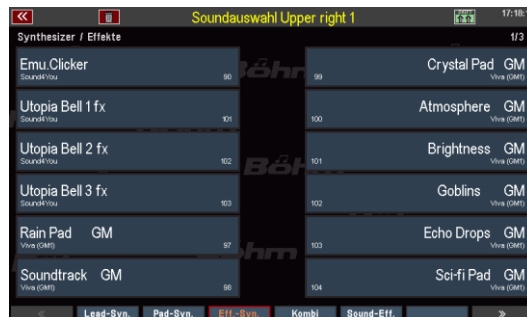 Soundauswahl Upper right 1
17:18:
Synthesizer / Effekte
1/3
Emu.Clicker
Sound4You
90
Crystal Pad GM
Viva (GM1)
99
Utopia Bell 1 fx
Sound4You
101
Atmosphere GM
Viva (GM1)
100
Utopia Bell 2 fx
Sound4You
102
Brightness GM
Viva (GM1)
101
Utopia Bell 3 fx
Sound4You
103
Goblins GM
Viva (GM1)
102
Rain Pad GM
Viva (GM1)
97
Echo Drops GM
Viva (GM1)
103
Soundtrack GM
Viva (GM1)
98
Sci-fi Pad GM
Viva (GM1)
104
Böhm
Lead-Syn. Pad-Syn. Eff.-Syn. Kombi Sound-Eff.